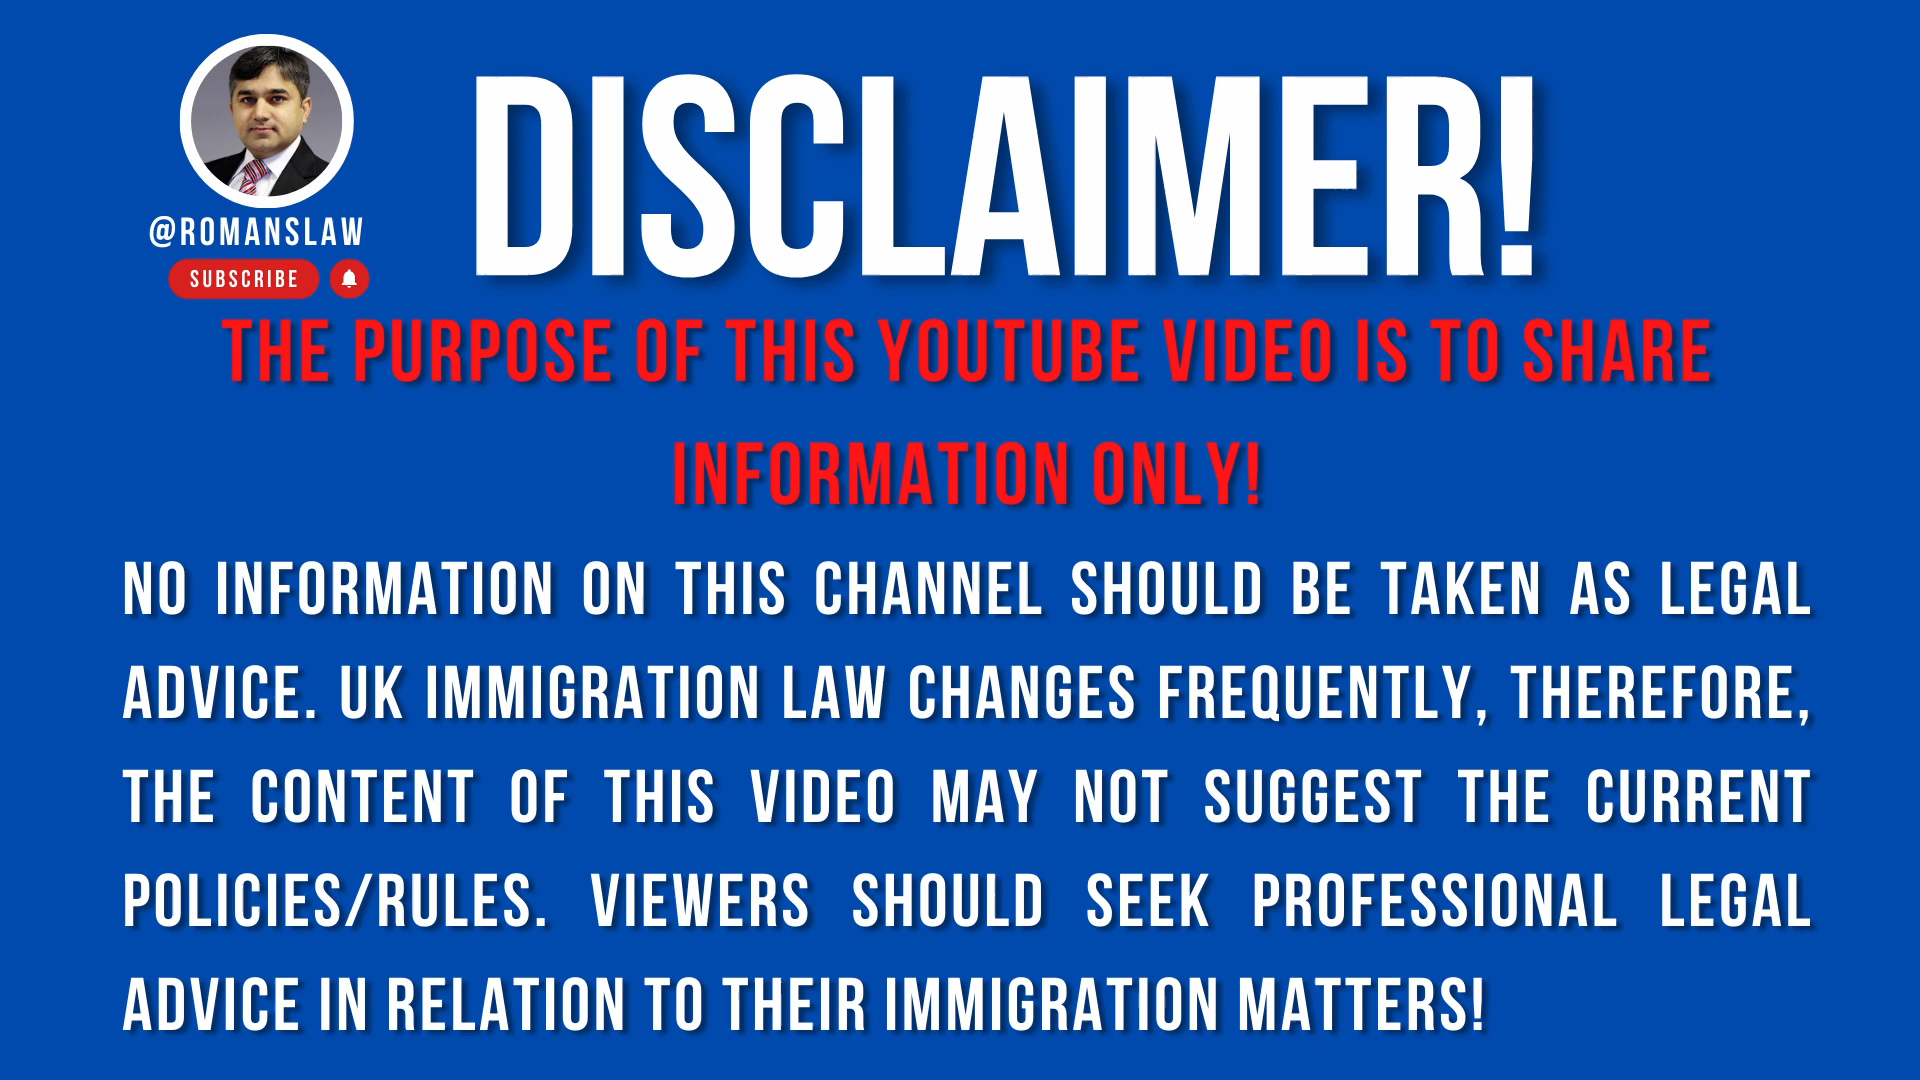 @ROMANSLAW
SUBSCRIBE
DISCLAIMER!
THE PURPOSE OF THIS YOUTUBE VIDEO IS TO SHARE
INFORMATION ONLY!
NO INFORMATION ON THIS CHANNEL SHOULD BE TAKEN AS LEGAL
ADVICE. UK IMMIGRATION LAW CHANGES FREQUENTLY, THEREFORE,
THE CONTENT OF THIS VIDEO MAY NOT SUGGEST THE CURRENT
POLICIES/RULES. VIEWERS SHOULD SEEK PROFESSIONAL LEGAL
ADVICE IN RELATION TO THEIR IMMIGRATION MATTERS!